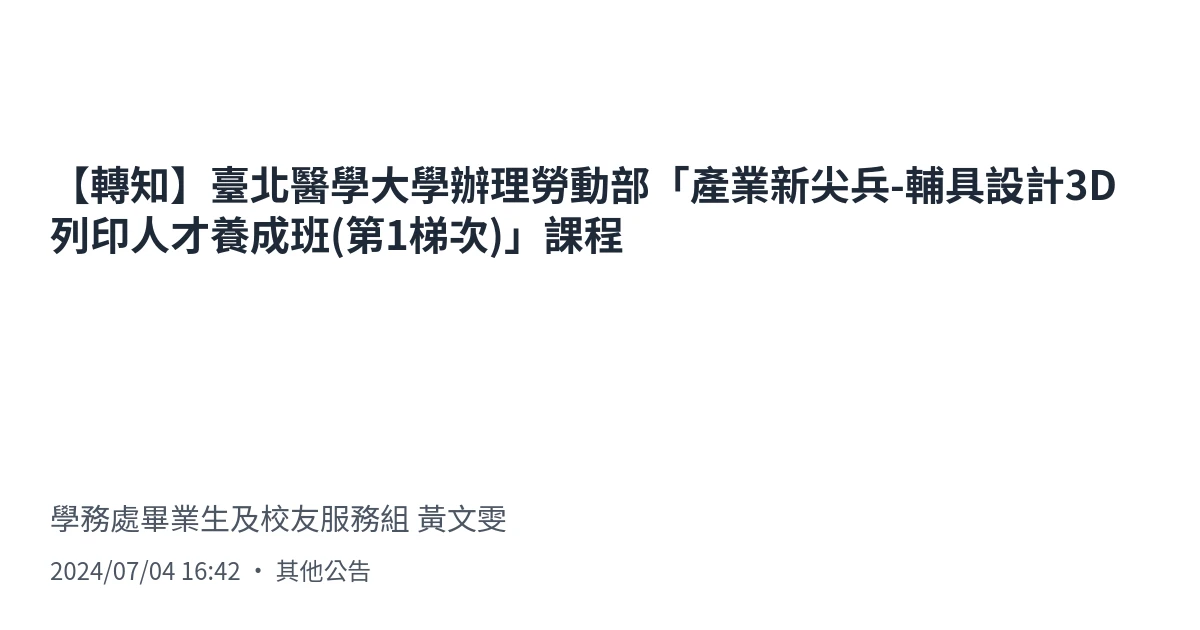 【轉知】臺北醫學大學辦理勞動部「產業新尖兵-輔具設計3D
列印人才養成班(第1梯次)」課程
學務處畢業生及校友服務組 黃文雯
2024/07/04 16:42 • 其他公告